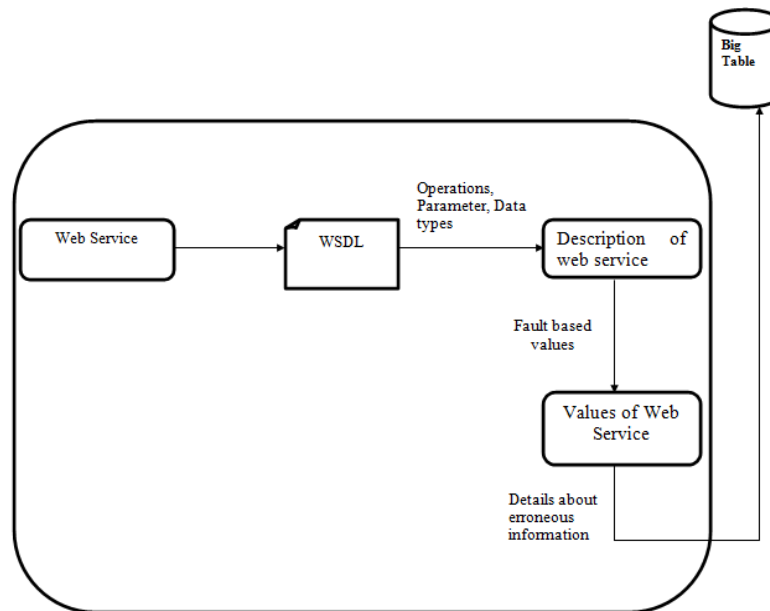 Big
Table
Operations,
Parameter, Data
types
Web Service
WSDL
Description of
web service
Fault based
values
Values of Web
Service
Details about
erroneous
information